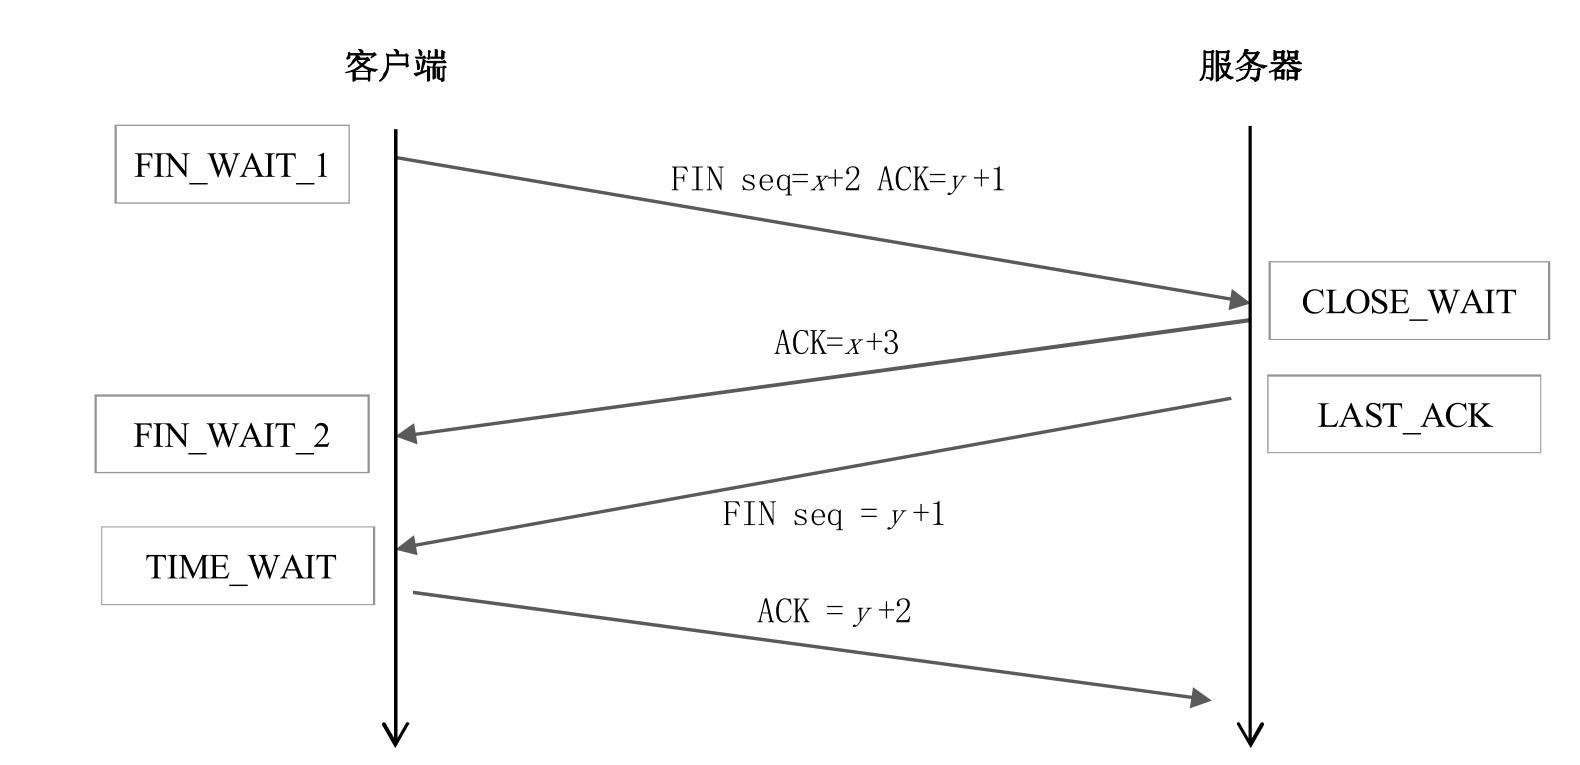 客户端
服务器
FIN_WAIT_1
FIN seq=x+2 ACK=y+1
CLOSE_WAIT
ACK=x+3
LAST_ACK
FIN_WAIT_2
FIN seq = y+1
TIME_WAIT
ACK = y+2